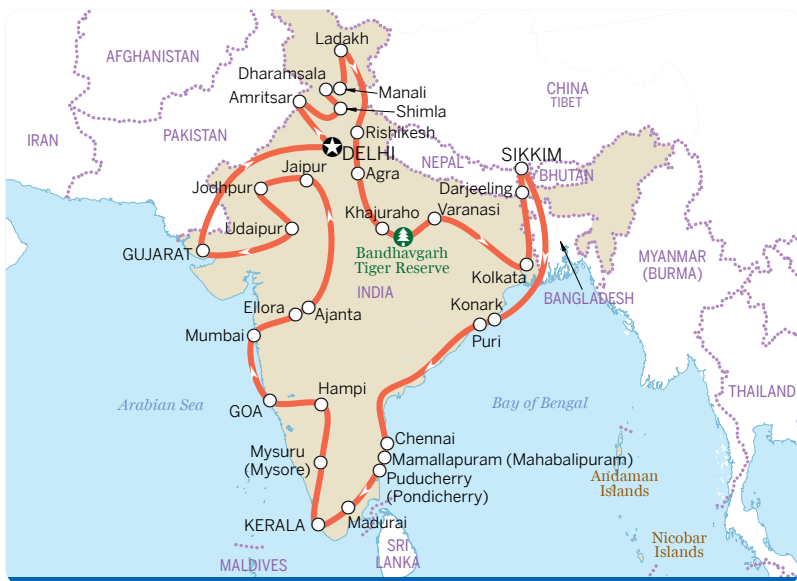 Ladakh
AFGHANISTAN
Dharamsala
Manali
CHINA
TIBET
Amritsar
Shimla
IRAN
PAKISTAN
Rishikesh
DELHI
NEPAL
SIKKIM
Jaipur
Agra
BHUTAN
Jodhpur
Darjeeling
Khajuraho
Varanasi
Udaipur
GUJARAT
Bandhavgarh
Tiger Reserve
MYANMAR
(BURMA)
Kolkata
INDIA
BANGLADESH
Ellora
Ajanta
Konark
Mumbai
Puri
Hampi
THAILAND
Arabian Sea
GOA
Bay of Bengal
Chennai
Mysuru
(Mysore)
Mamallapuram (Mahabalipuram)
Puducherry
(Pondicherry)
Andaman
Islands
KERALA
Madurai
Nicobar
Islands
SRI
LANKA
MALDIVES